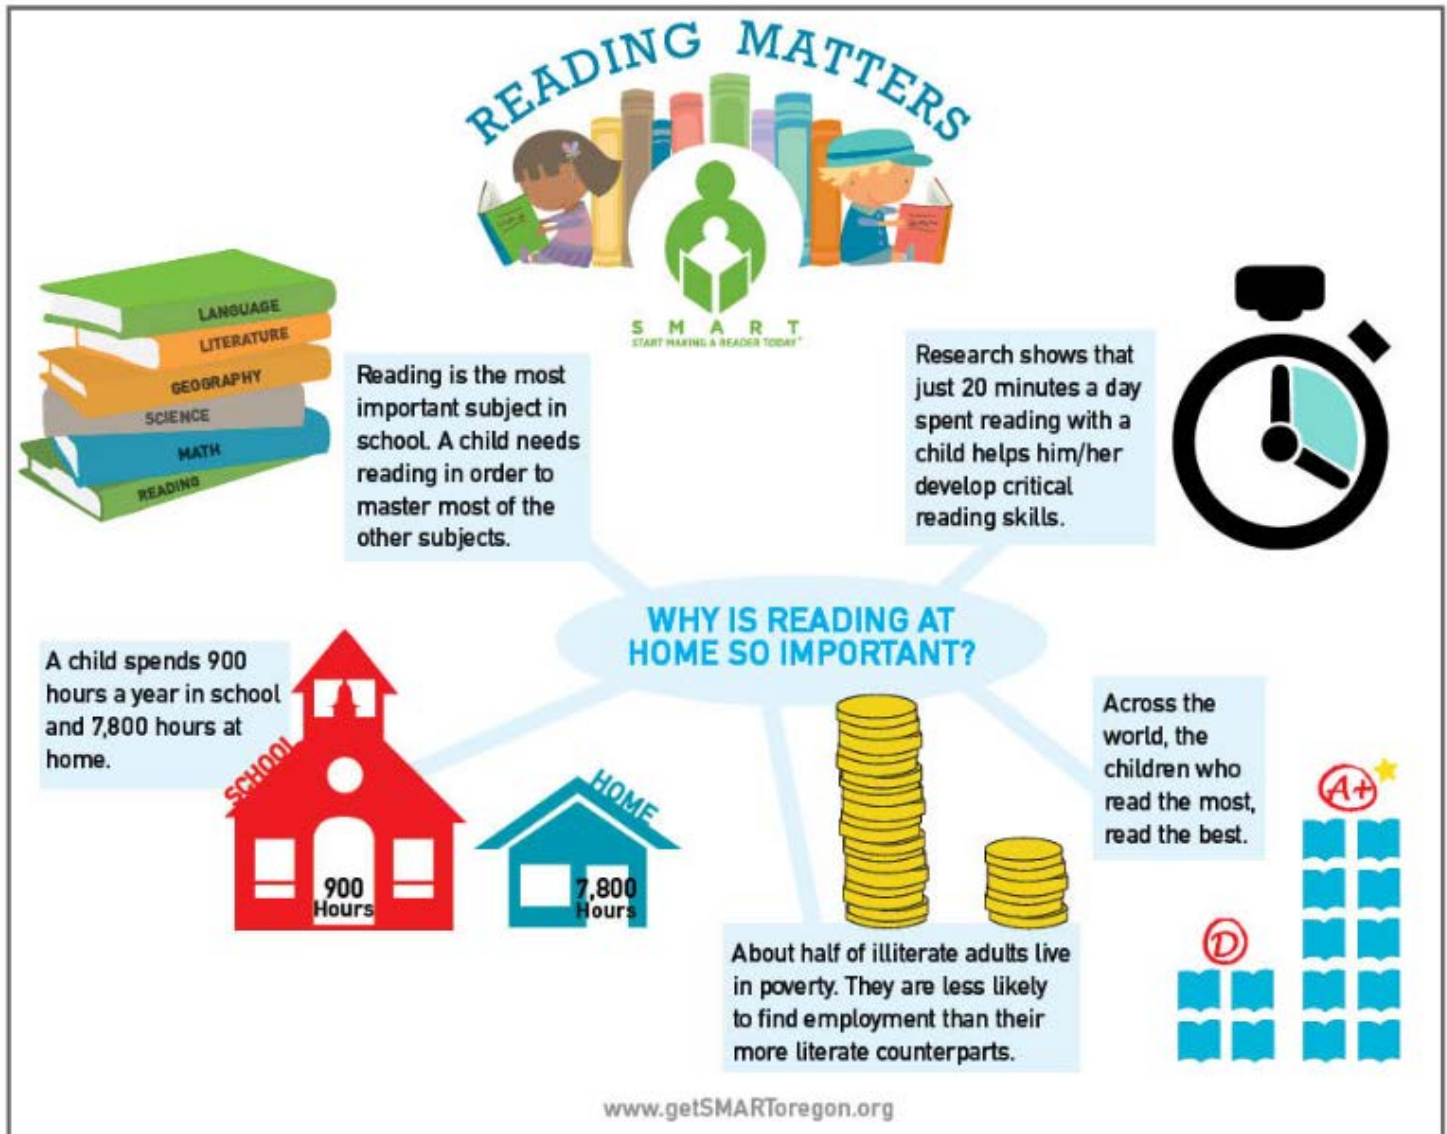 READING MATTERS
S M A R T
START MAKING A READER TODAY
LANGUAGE
LITERATURE
GEOGRAPHY
SCIENCE
MATH
READING
Reading is the most
important subject in
school. A child needs
reading in order to
master most of the
other subjects.
Research shows that
just 20 minutes a day
spent reading with a
child helps him/her
develop critical
reading skills.
WHY IS READING AT
HOME SO IMPORTANT?
A child spends 900
hours a year in school
and 7,800 hours at
home.
SCHOOL
900
Hours
HOME
7,800
Hours
Across the
world, the
children who
read the most,
read the best.
A+
D
About half of illiterate adults live
in poverty. They are less likely
to find employment than their
more literate counterparts.
www.getSMARToregon.org